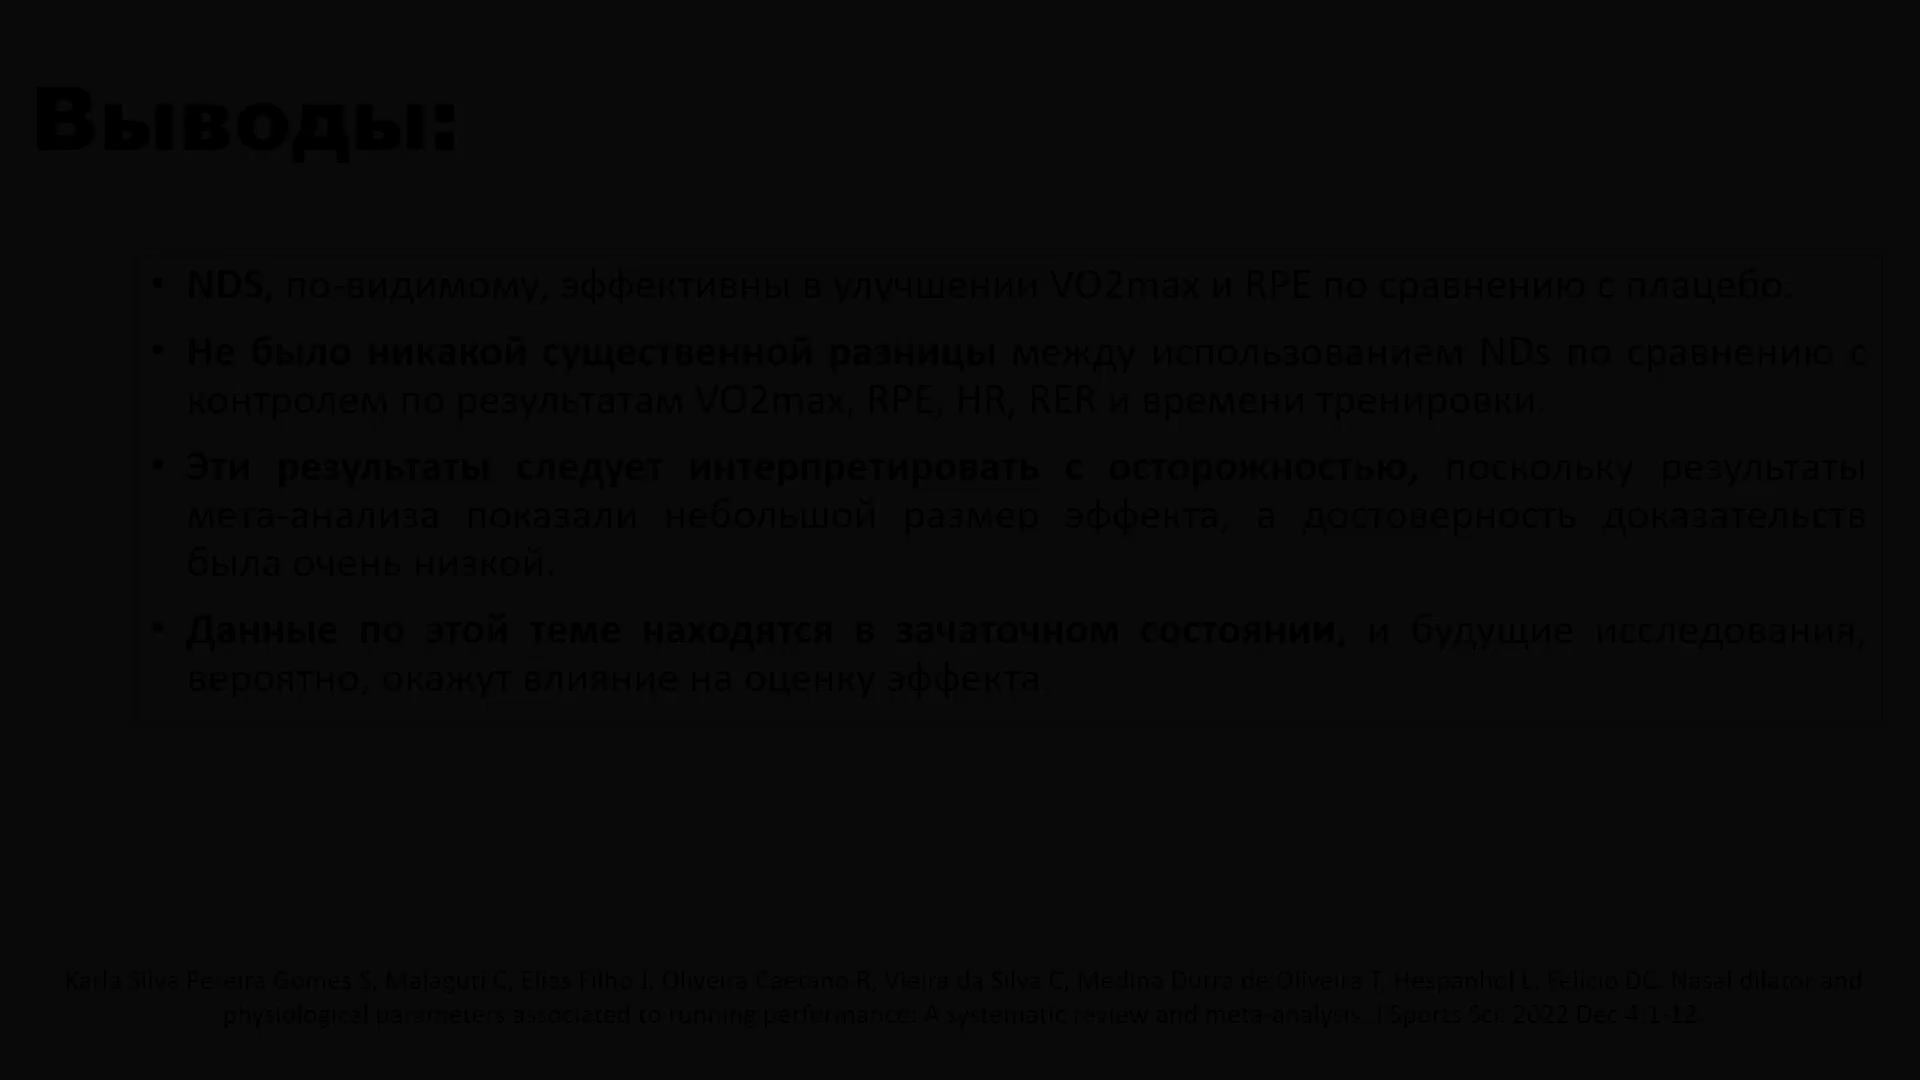 Выводы:
• NDS, по-видимому, эффективны в улучшении VO2max и RPE по сравнению с плацебо.
• Не было никакой существенной разницы между использованием NDs по сравнению с
контролем по результатам VO2max, RPE, HR, RER и времени тренировки.
• Эти результаты следует интерпретировать с осторожностью, поскольку результаты
мета-анализа показали небольшой размер эффекта, а достоверность доказательств
была очень низкой.
• Данные по этой теме находятся в зачаточном состоянии, и будущие исследования,
вероятно, окажут влияние на оценку эффекта.
Karla Silva Pereira Gomes S, Malaguti C, Elias Filho J, Oliveira Caetano R, Vieira da Silva C, Medina Durra de Oliveira T, Hespanhol L, Felicio DC. Nasal dilator and
physiological parameters associated to running performance: A systematic review and meta-analysis. J Sports Sci. 2022 Dec 4:1-12.